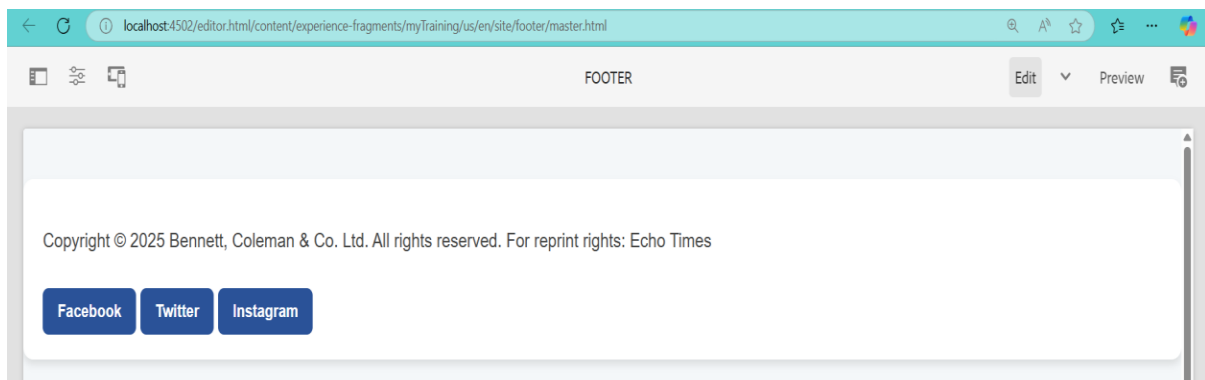 localhost:4502/editor.html/content/experience-fragments/myTraining/us/en/site/footer/master.html
FOOTER
Edit
Preview
Copyright © 2025 Bennett, Coleman & Co. Ltd. All rights reserved. For reprint rights: Echo Times
Facebook
Twitter
Instagram